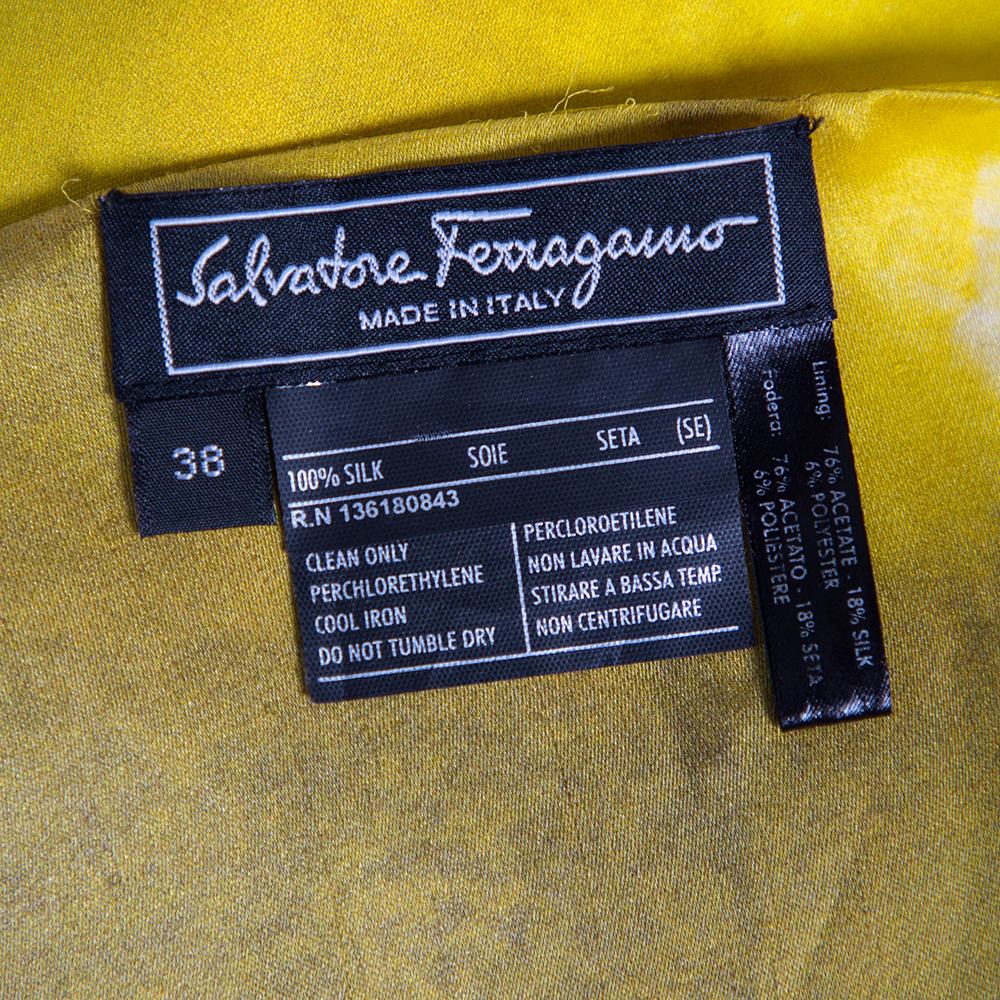 Salvatore Ferragamo
MADE IN ITALY
38
100% SILK SOIE SETA (SE)
R.N 136180843
CLEAN ONLY
PERCHLORETHYLENE
COOL IRON
DO NOT TUMBLE DRY
PERCLOROETILENE
NON LAVARE IN ACQUA
STIRARE A BASSA TEMP.
NON CENTRIFUGARE
Lining:
76% ACETATE - 18% SILK
6% POLYESTER
Fodera:
76% ACETATO - 18% SETA
6% POLIESTERE